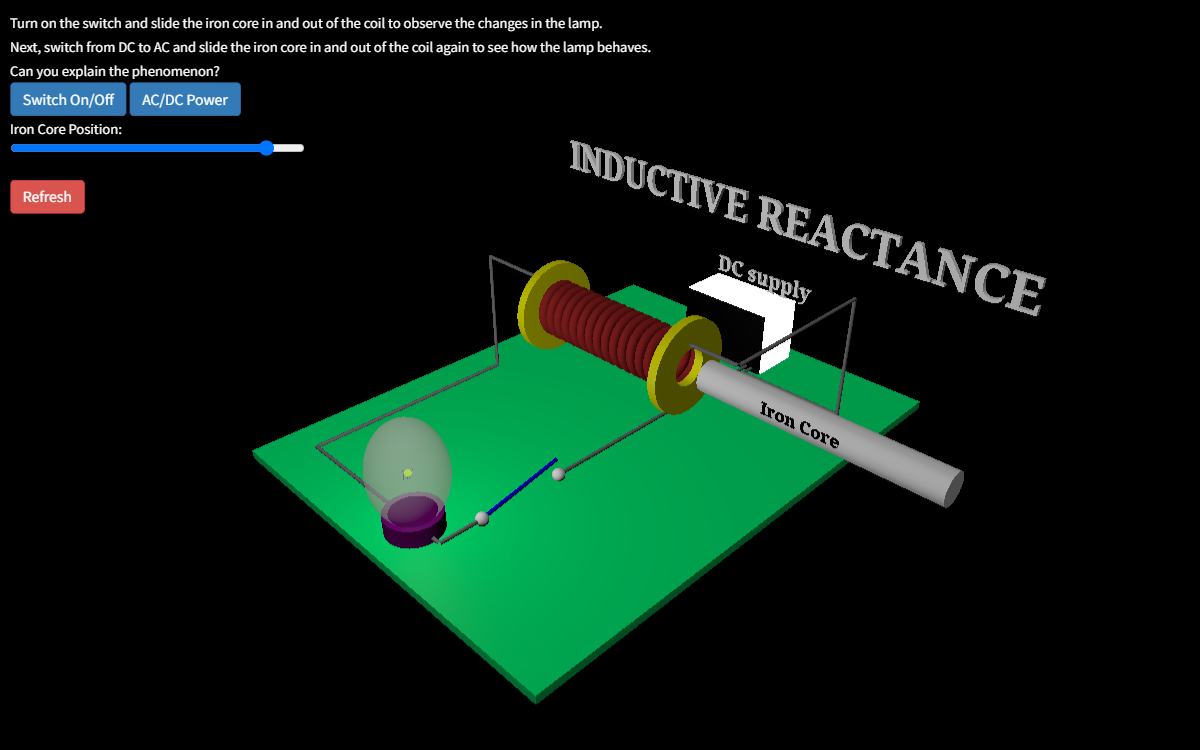 Turn on the switch and slide the iron core in and out of the coil to observe the changes in the lamp.
Next, switch from DC to AC and slide the iron core in and out of the coil again to see how the lamp behaves.
Can you explain the phenomenon?
Switch On/Off
AC/DC Power
Iron Core Position:
Refresh
INDUCTIVE REACTANCE
DC supply
Iron Core